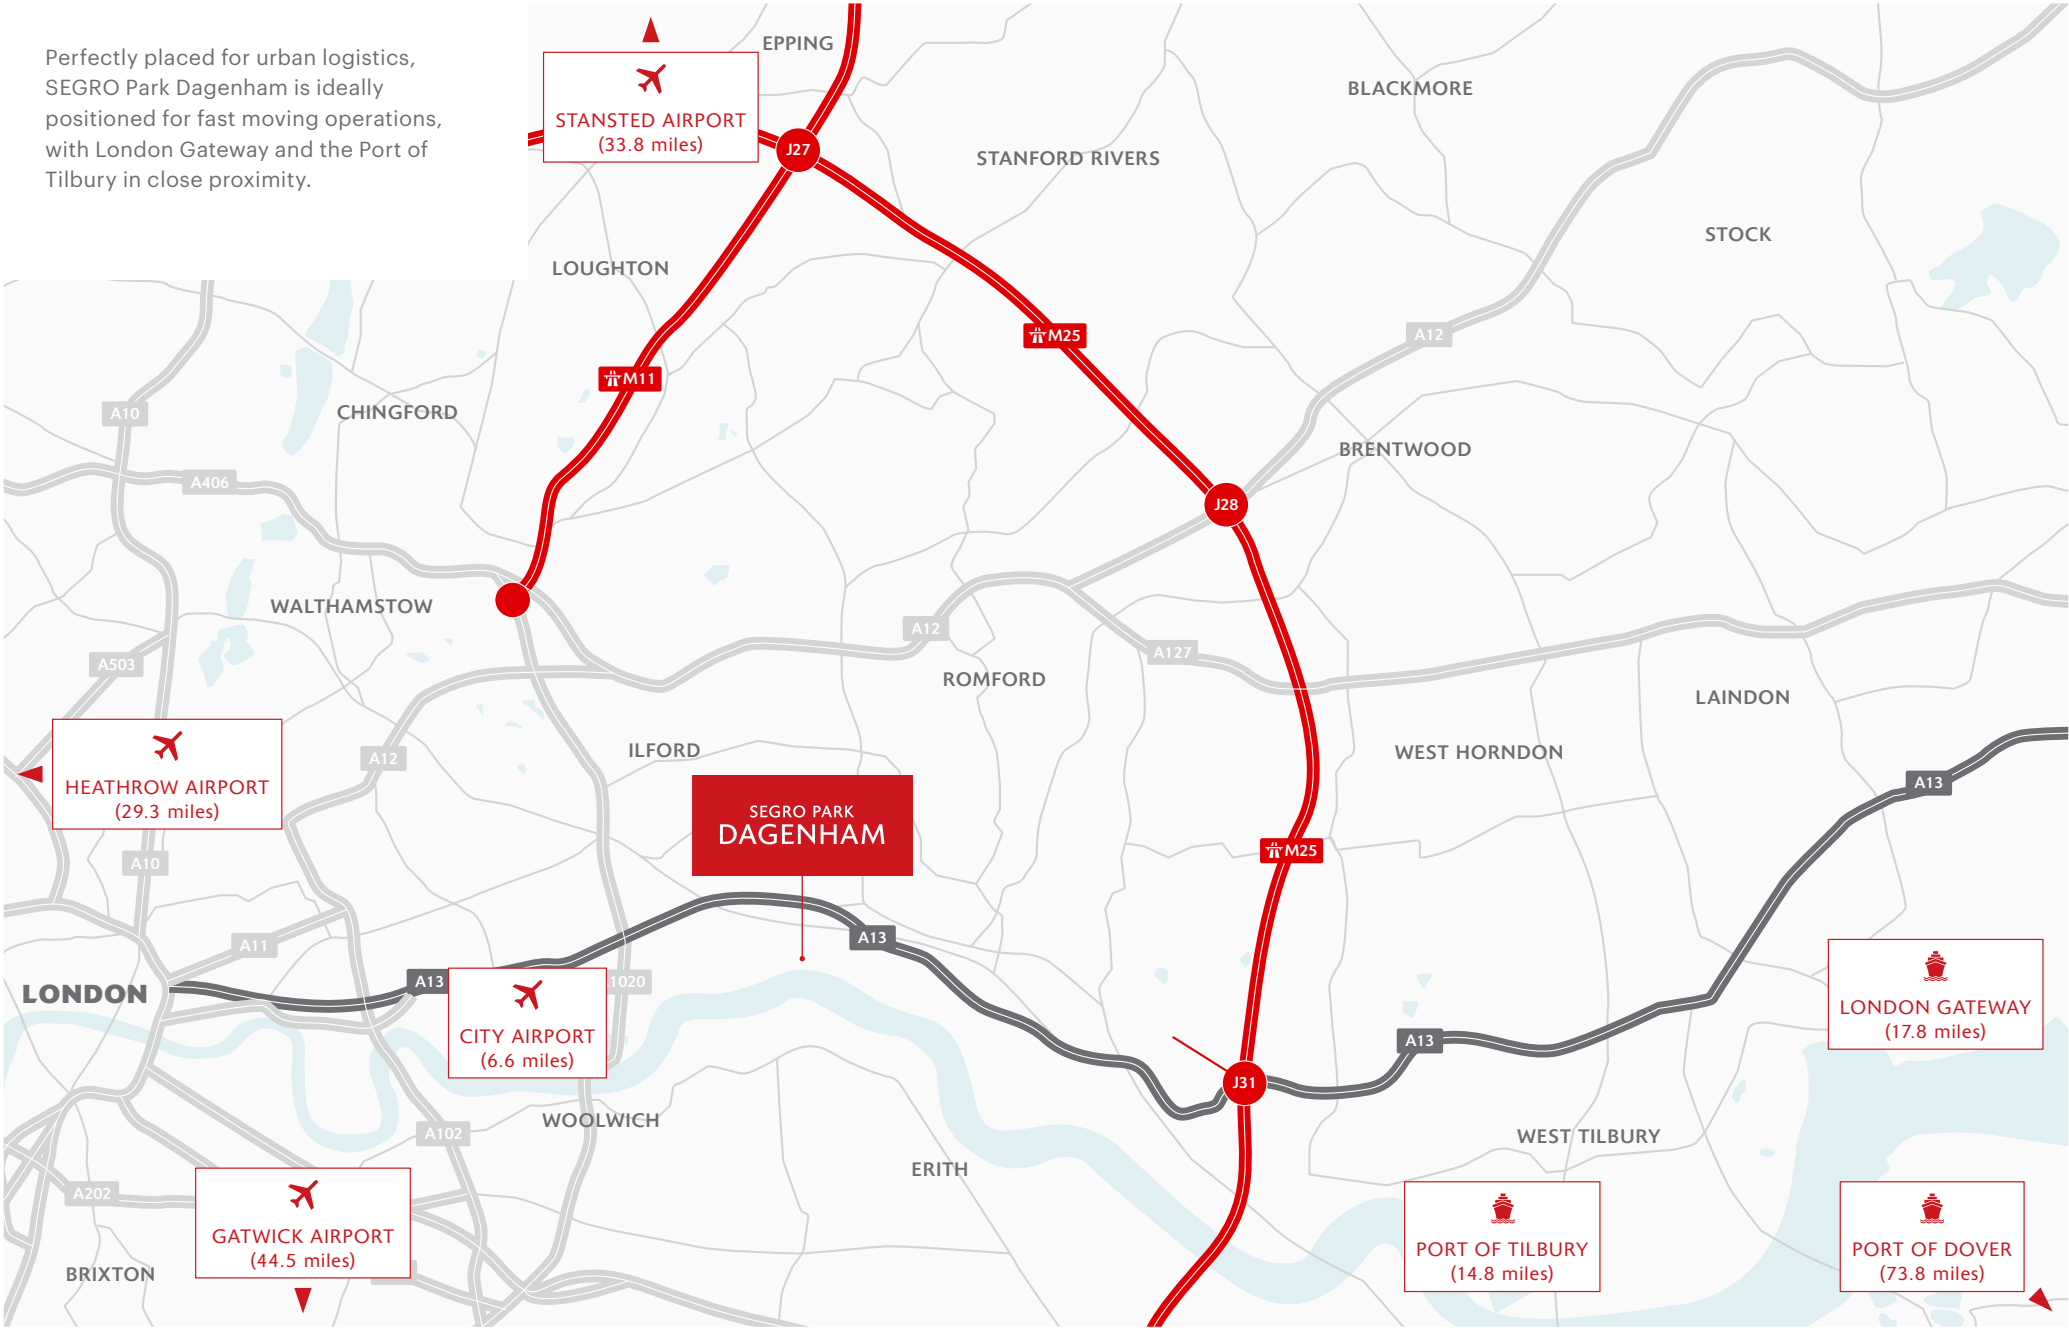 Perfectly placed for urban logistics,
SEGRO Park Dagenham is ideally
positioned for fast moving operations,
with London Gateway and the Port of
Tilbury in close proximity.
EPPING
STANSTED AIRPORT
(33.8 miles)
J27
BLACKMORE
STANFORD RIVERS
STOCK
LOUGHTON
M25
A12
M11
CHINGFORD
A10
BRENTWOOD
A406
J28
WALTHAMSTOW
A12
A127
A503
ROMFORD
LAINDON
HEATHROW AIRPORT
(29.3 miles)
A12
ILFORD
WEST HORNDON
A13
SEGRO PARK
DAGENHAM
M25
A10
A11
A13
LONDON
A13
1020
CITY AIRPORT
(6.6 miles)
LONDON GATEWAY
(17.8 miles)
A13
J31
WOOLWICH
A102
WEST TILBURY
ERITH
A202
GATWICK AIRPORT
(44.5 miles)
PORT OF TILBURY
(14.8 miles)
PORT OF DOVER
(73.8 miles)
BRIXTON